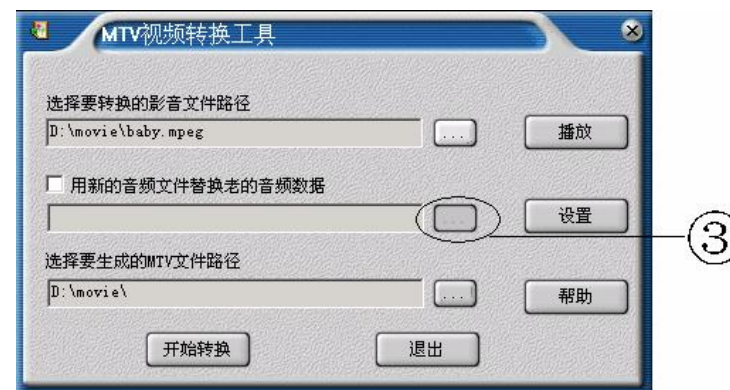 MTV视频转换工具
选择要转换的影音文件路径
D:\movie\baby.mpeg
...
播放
用新的音频文件替换老的音频数据
...
设置
③
选择要生成的MTV文件路径
D:\movie\
...
帮助
开始转换
退出